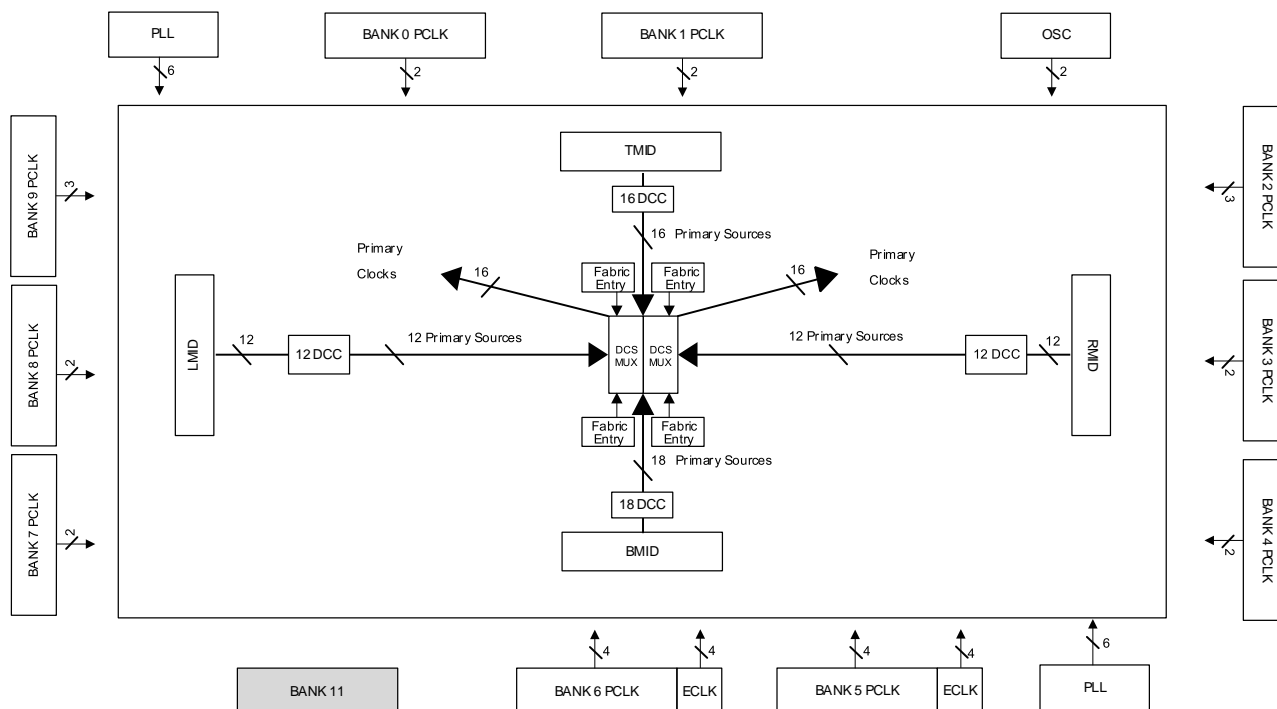 PLL
BANK 0 PCLK
BANK 1 PCLK
OSC
6
2
2
2
BANK 9 PCLK
3
BANK 8 PCLK
2
BANK 7 PCLK
2
TMID
16 DCC
16 Primary Sources
Primary
Clocks
16
Primary
Clocks
16
Fabric
Entry
Fabric
Entry
LMID
12
12 DCC
12 Primary Sources
DCS
MUX
DCS
MUX
12 Primary Sources
12 DCC
12
RMID
Fabric
Entry
Fabric
Entry
18 Primary Sources
18 DCC
BMID
BANK 2 PCLK
3
BANK 3 PCLK
2
BANK 4 PCLK
2
4
4
4
4
6
BANK 11
BANK 6 PCLK
ECLK
BANK 5 PCLK
ECLK
PLL